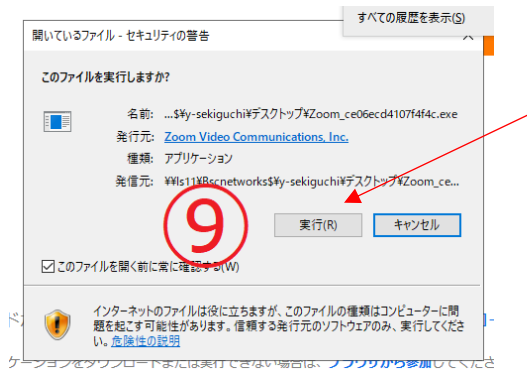 すべての履歴を表示(S)
開いているファイル - セキュリティの警告
このファイルを実行しますか?
名前: ...$¥y-sekiguchi¥デスクトップ¥Zoom_ce06ecd4107f4f4c.exe
発行元: Zoom Video Communications, Inc.
種類: アプリケーション
発信元: ¥¥ls11¥Bscnetworks$¥y-sekiguchi¥デスクトップ¥Zoom_ce...
⑨
実行(R) キャンセル
このファイルを開く前に常に確認する(W)
インターネットのファイルは役に立ちますが、このファイルの種類はコンピューターに問
題を起こす可能性があります。信頼する発行元のソフトウェアのみ、実行してくださ
い。危険性の説明
ケーションをダウンロードまたは実行できない場合は、ブラウザから参加してくださ